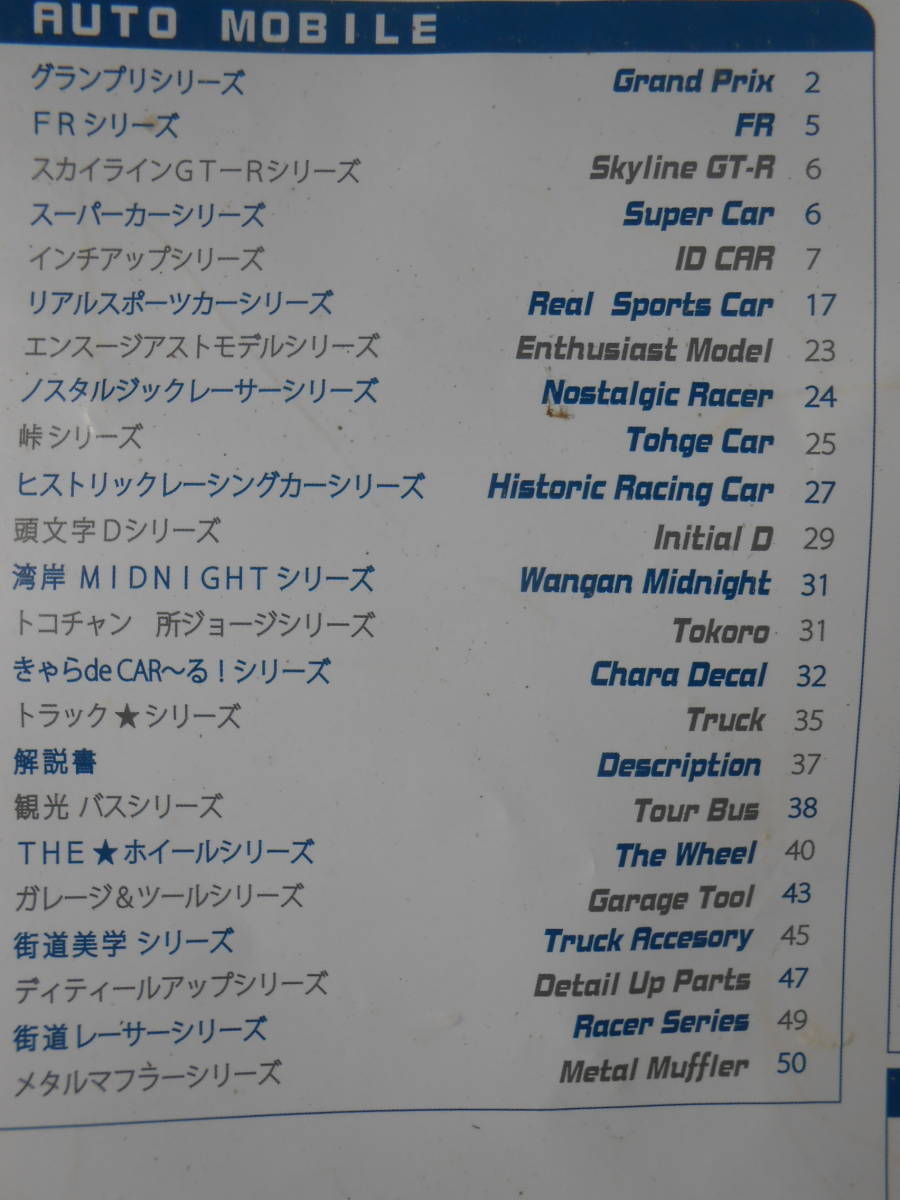 AUTO MOBILE
グランプリシリーズ Grand Prix 2
FRシリーズ FR 5
スカイラインGT－Rシリーズ Skyline GT-R 6
スーパーカーシリーズ Super Car 6
インチアップシリーズ ID CAR 7
リアルスポーツカーシリーズ Real Sports Car 17
エンスージアストモデルシリーズ Enthusiast Model 23
ノスタルジックレーサーシリーズ Nostalgic Racer 24
峠シリーズ Tohge Car 25
ヒストリックレーシングカーシリーズ Historic Racing Car 27
頭文字Dシリーズ Initial D 29
湾岸 MIDNIGHTシリーズ Wangan Midnight 31
トコチャン 所ジョージシリーズ Tokoro 31
きゃらde CAR～る！シリーズ Chara Decal 32
トラック★シリーズ Truck 35
解説書 Description 37
観光 バスシリーズ Tour Bus 38
THE★ホイールシリーズ The Wheel 40
ガレージ&ツールシリーズ Garage Tool 43
街道美学 シリーズ Truck Accesory 45
ディティールアップシリーズ Detail Up Parts 47
街道レーサーシリーズ Racer Series 49
メタルマフラーシリーズ Metal Muffler 50